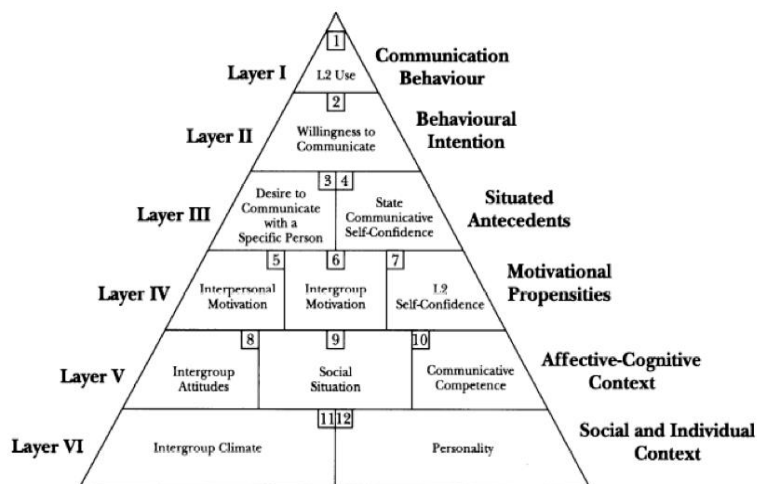 1
Layer I
L2 Use
Communication
Behaviour
2
Layer II
Willingness to
Communicate
Behavioural
Intention
3 4
Layer III
Desire to
Communicate
with a
Specific Person
State
Communicative
Self-Confidence
Situated
Antecedents
5 6 7
Layer IV
Interpersonal
Motivation
Intergroup
Motivation
L2
Self-Confidence
Motivational
Propensities
8 9 10
Layer V
Intergroup
Attitudes
Social
Situation
Communicative
Competence
Affective-Cognitive
Context
11 12
Layer VI
Intergroup Climate
Personality
Social and Individual
Context